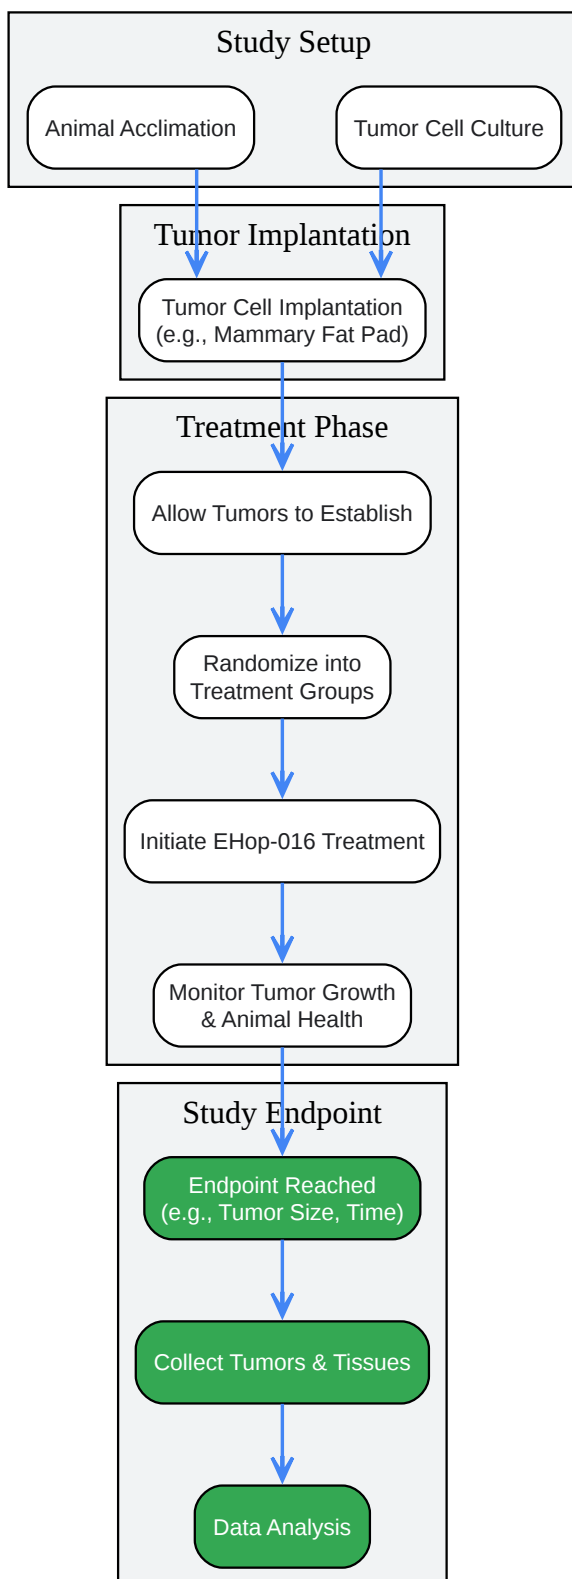 Study Setup
Animal Acclimation
Tumor Cell Culture
Tumor Implantation
Tumor Cell Implantation
(e.g., Mammary Fat Pad)
Treatment Phase
Allow Tumors to Establish
Randomize into
Treatment Groups
Initiate EHop-016 Treatment
Monitor Tumor Growth
& Animal Health
Study Endpoint
Endpoint Reached
(e.g., Tumor Size, Time)
Collect Tumors & Tissues
Data Analysis